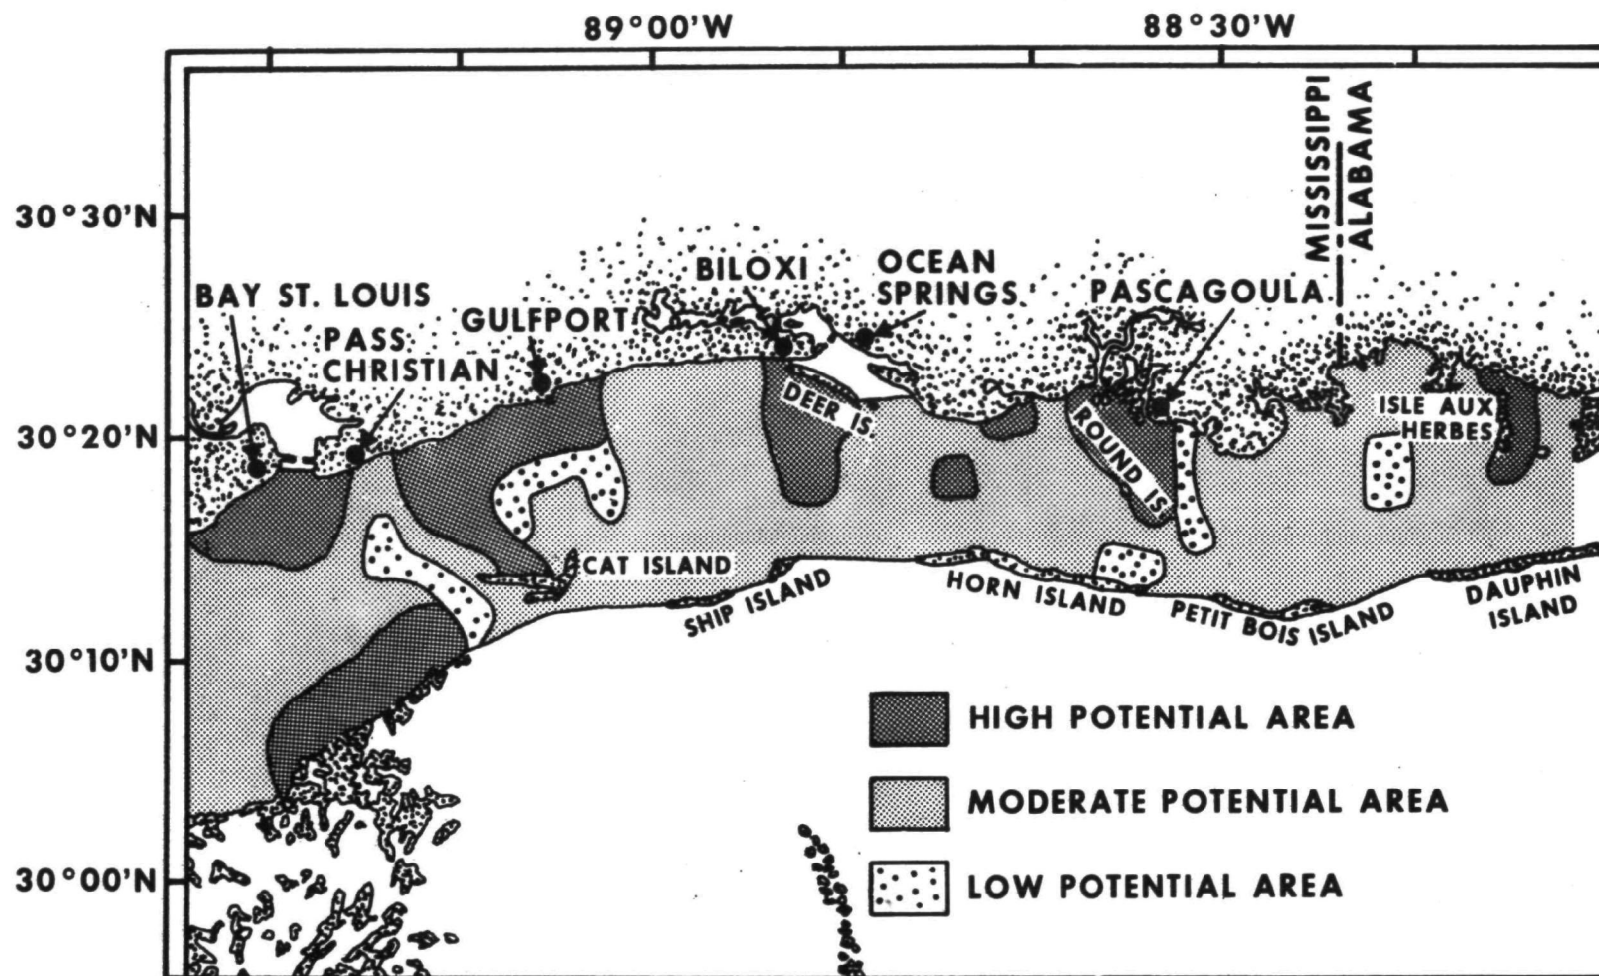 89°00'W
88°30'W
MISSISSIPPI
ALABAMA
30°30'N
BILOXI
OCEAN
SPRINGS
BAY ST. LOUIS
GULFPORT
PASCAGOULA
PASS
CHRISTIAN
DEER IS.
ROUND IS.
ISLE AUX
HERBES
30°20'N
CAT ISLAND
SHIP ISLAND
HORN ISLAND
PETIT BOIS ISLAND
DAUPHIN
ISLAND
30°10'N
HIGH POTENTIAL AREA
MODERATE POTENTIAL AREA
30°00'N
LOW POTENTIAL AREA